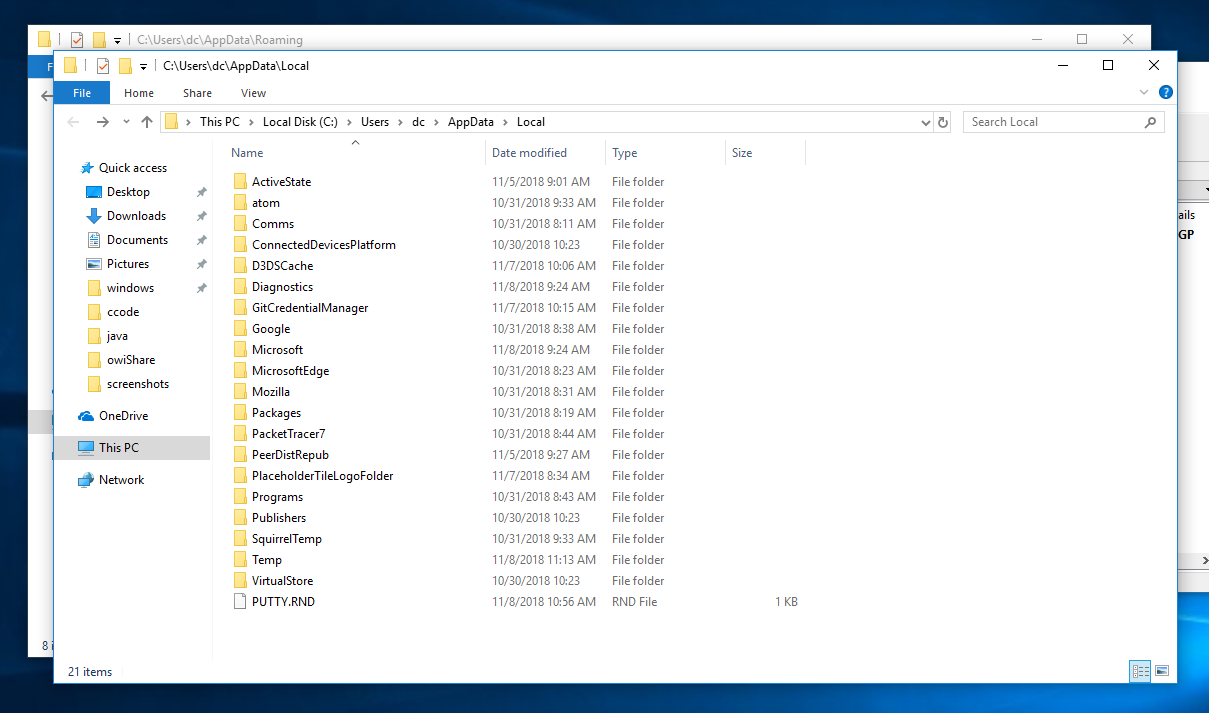 C:\Users\dc\AppData\Roaming
C:\Users\dc\AppData\Local
File Home Share View
This PC Local Disk (C:) Users dc AppData Local Search Local
Name Date modified Type Size
Quick access
Desktop
Downloads
Documents
Pictures
windows
ccode
java
owiShare
screenshots
OneDrive
This PC
Network
ActiveState 11/5/2018 9:01 AM File folder
atom 10/31/2018 9:33 AM File folder
Comms 10/31/2018 8:11 AM File folder
ConnectedDevicesPlatform 10/30/2018 10:23 File folder
D3DSCache 11/7/2018 10:06 AM File folder
Diagnostics 11/8/2018 9:24 AM File folder
GitCredentialManager 11/7/2018 10:15 AM File folder
Google 10/31/2018 8:38 AM File folder
Microsoft 11/8/2018 9:24 AM File folder
MicrosoftEdge 10/31/2018 8:23 AM File folder
Mozilla 10/31/2018 8:31 AM File folder
Packages 10/31/2018 8:19 AM File folder
PacketTracer7 10/31/2018 8:44 AM File folder
PeerDistRepub 11/5/2018 9:27 AM File folder
PlaceholderTileLogoFolder 11/7/2018 8:34 AM File folder
Programs 10/31/2018 8:43 AM File folder
Publishers 10/30/2018 10:23 File folder
SquirrelTemp 10/31/2018 9:33 AM File folder
Temp 11/8/2018 11:13 AM File folder
VirtualStore 10/30/2018 10:23 File folder
PUTTY.RND 11/8/2018 10:56 AM RND File 1 KB
21 items
ails
GP
8 i